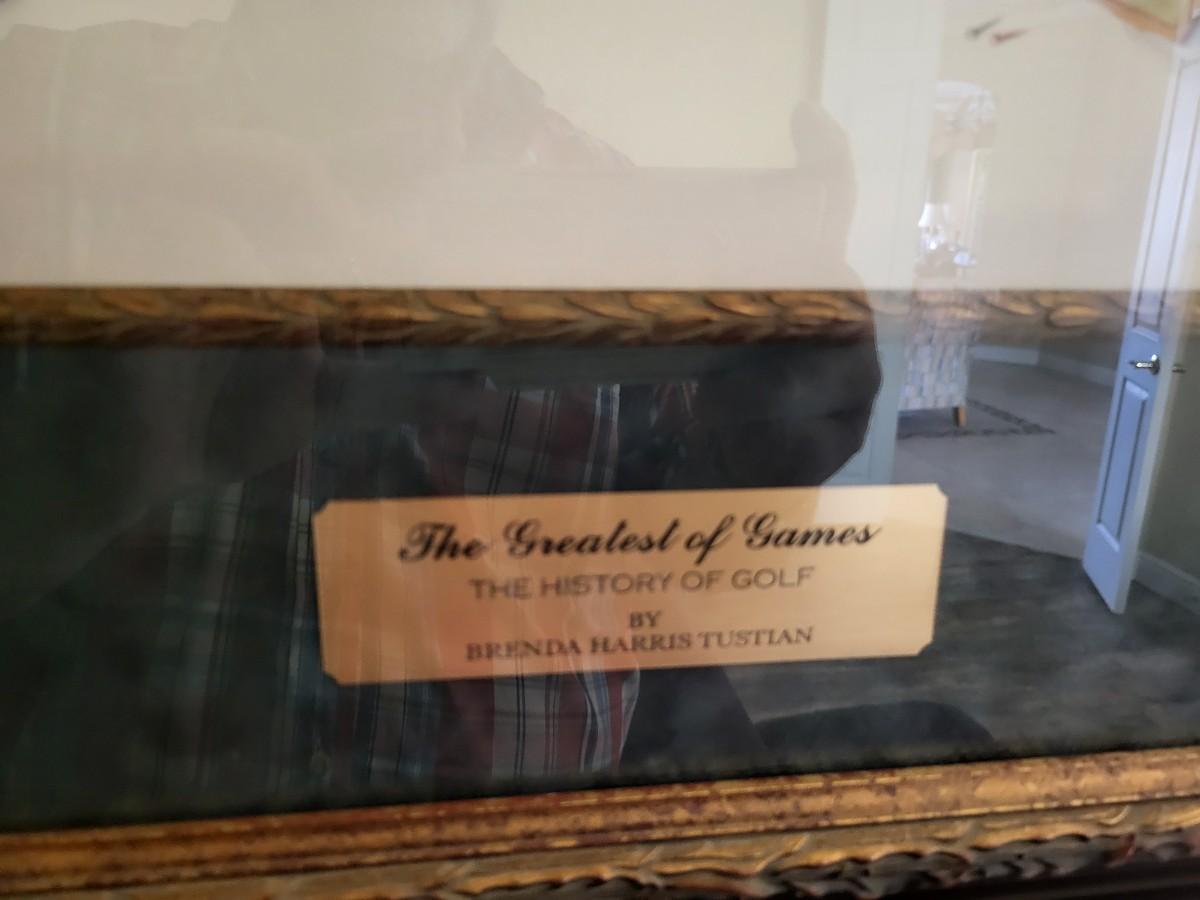 The Greatest of Games
THE HISTORY OF GOLF
BY
BRENDA HARRIS TUSTIAN